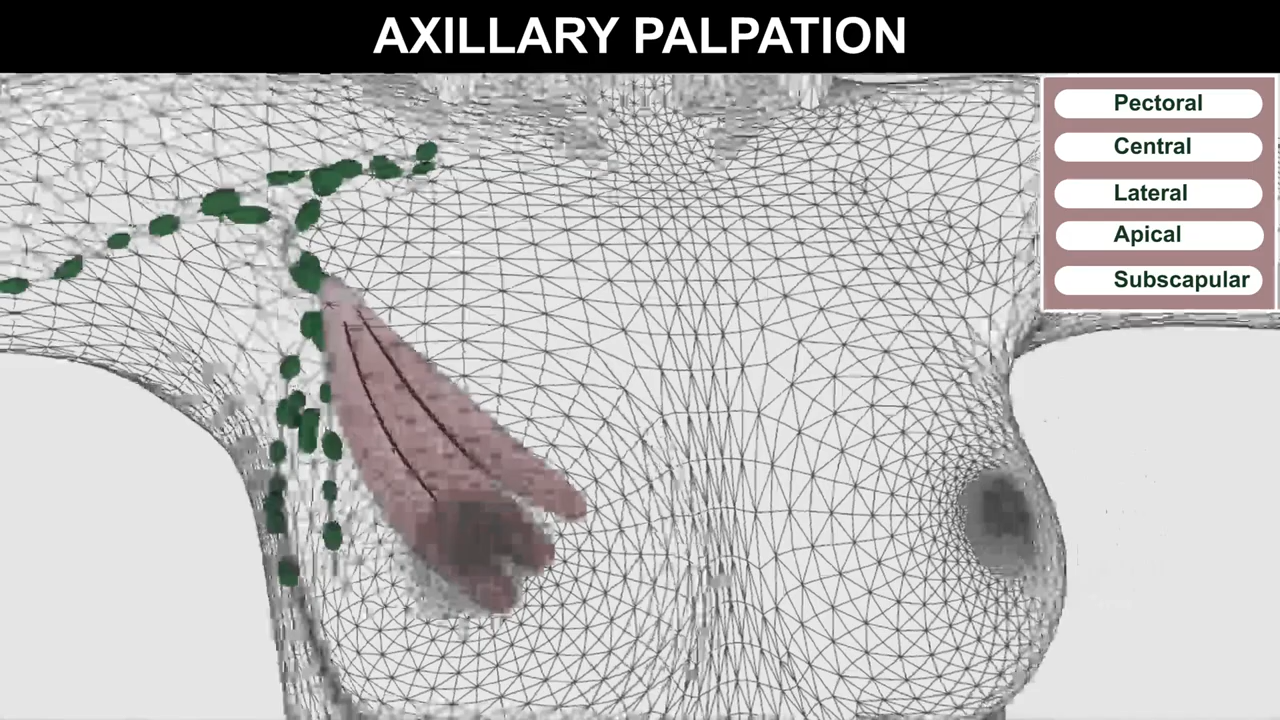 AXILLARY PALPATION
Pectoral
Central
Lateral
Apical
Subscapular